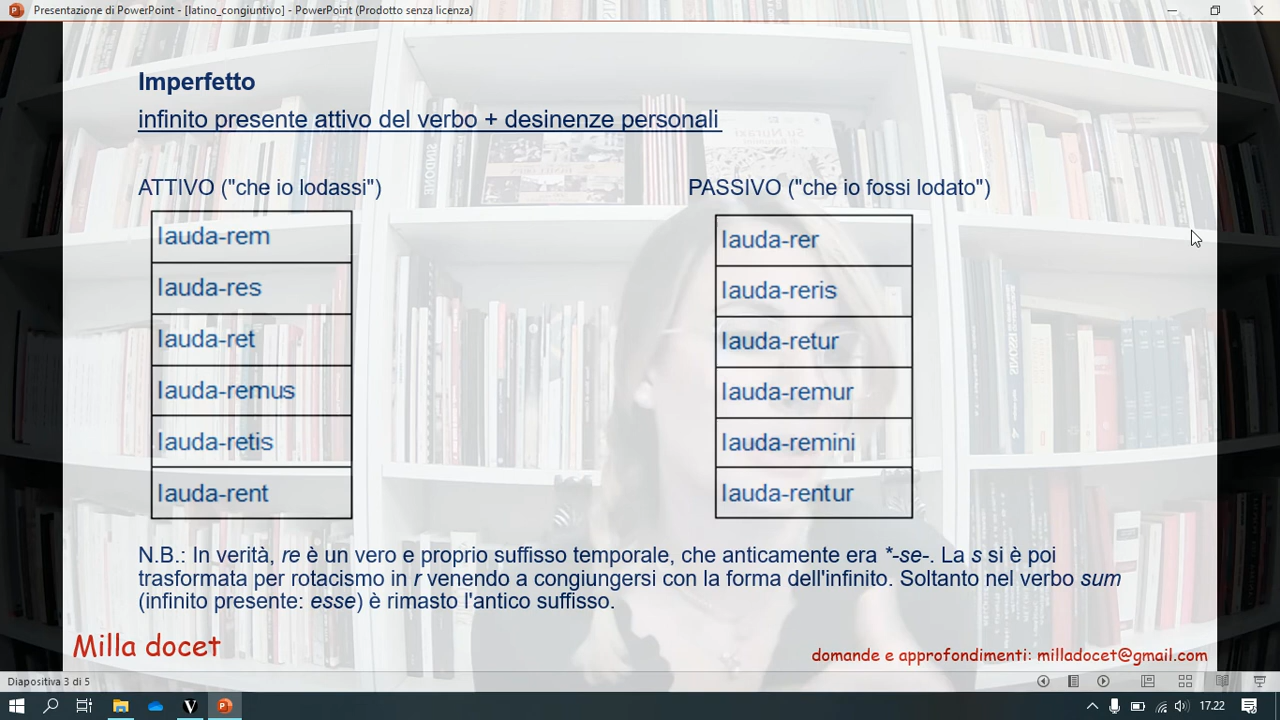 Presentazione di PowerPoint - [latino_congiuntivo] - PowerPoint (Prodotto senza licenza)
Imperfetto
infinito presente attivo del verbo + desinenze personali
ATTIVO ("che io lodassi")
lauda-rem
lauda-res
lauda-ret
lauda-remus
lauda-retis
lauda-rent
PASSIVO ("che io fossi lodato")
lauda-rer
lauda-reris
lauda-retur
lauda-remur
lauda-remini
lauda-rentur
N.B.: In verità, re è un vero e proprio suffisso temporale, che anticamente era *-se-. La s si è poi
trasformata per rotacismo in r venendo a congiungersi con la forma dell'infinito. Soltanto nel verbo sum
(infinito presente: esse) è rimasto l'antico suffisso.
Milla docet
domande e approfondimenti: milladocet@gmail.com
Diapositiva 3 di 5
17.22